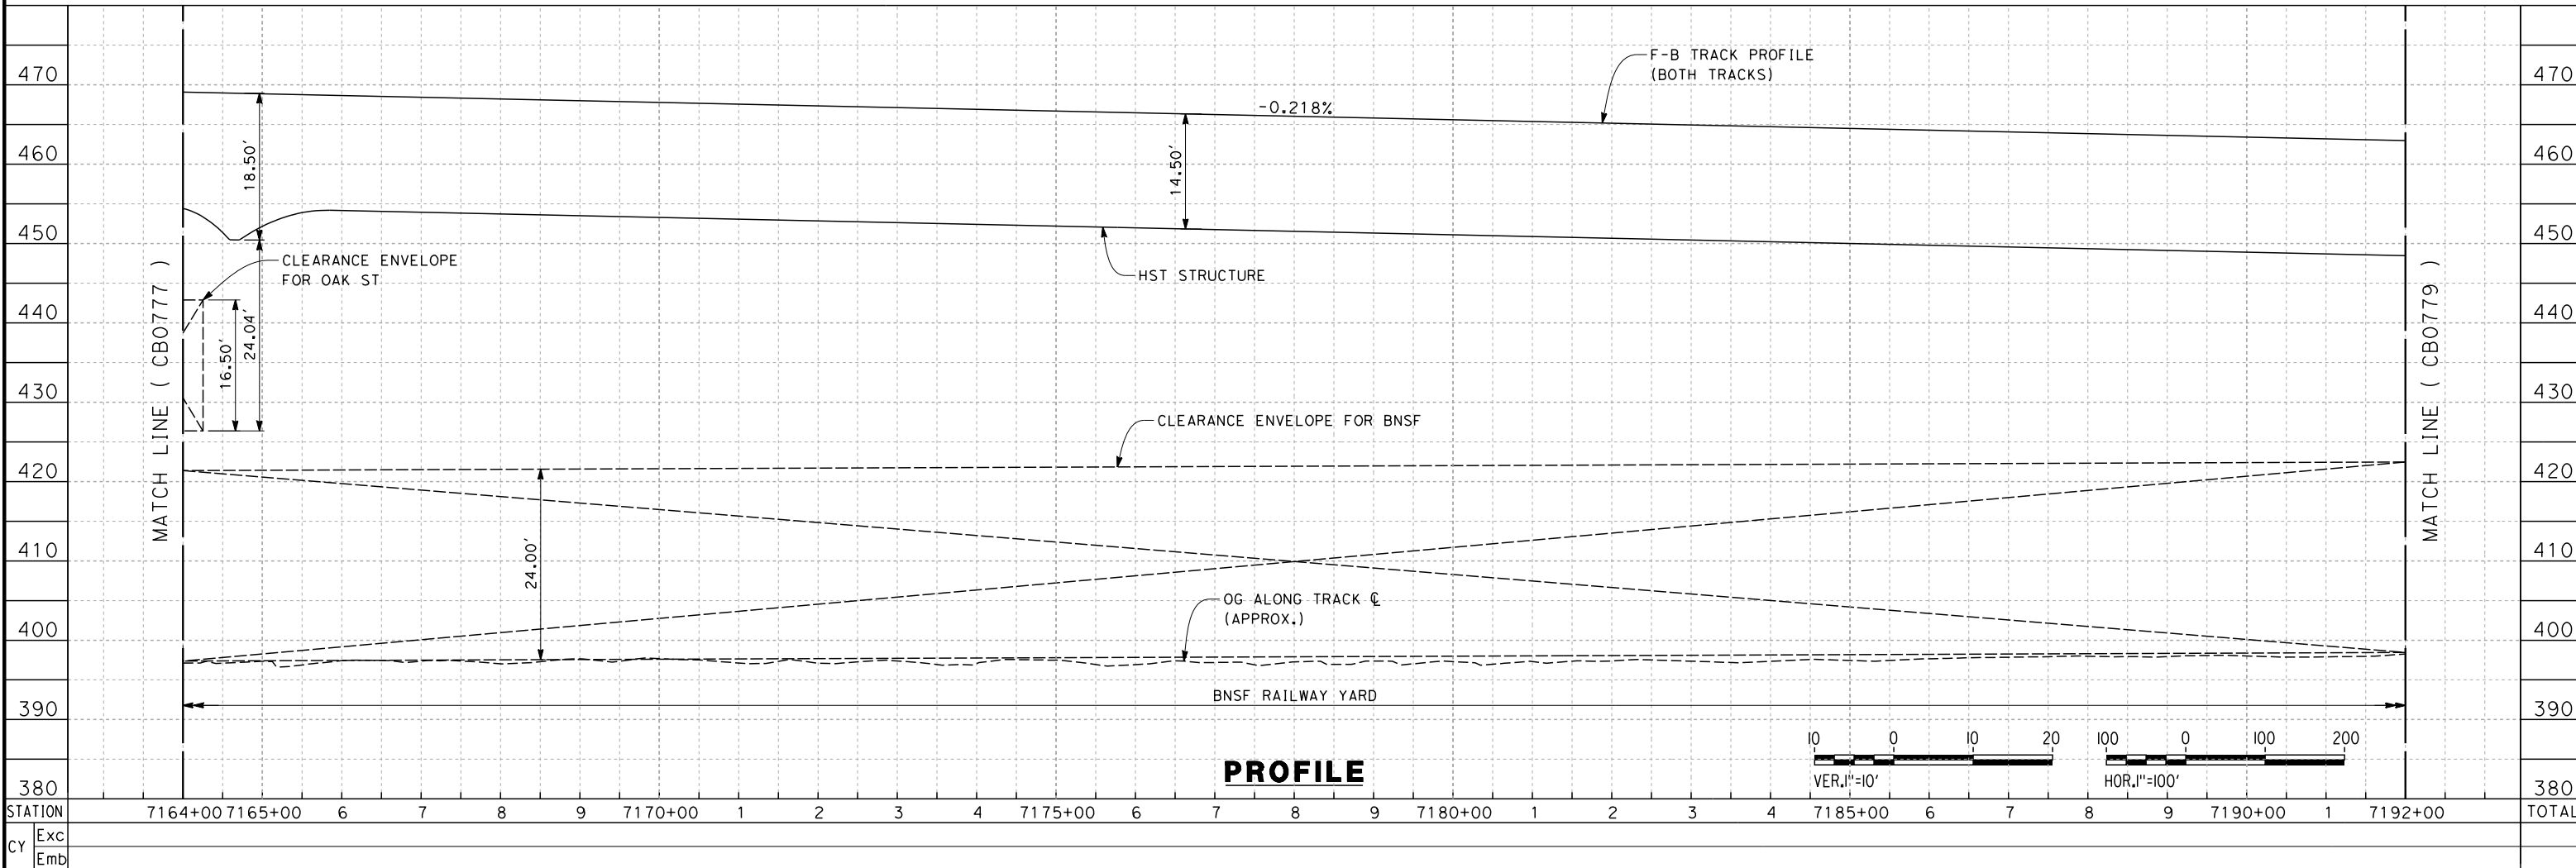 F-B TRACK PROFILE
(BOTH TRACKS)
470
470
-0.218%
18.50'
14.50'
460
460
450
450
CLEARANCE ENVELOPE
FOR OAK ST
HST STRUCTURE
MATCH LINE ( CB0777 )
MATCH LINE ( CB0779 )
440
440
16.50'
24.04'
430
430
CLEARANCE ENVELOPE FOR BNSF
420
420
24.00'
410
410
OG ALONG TRACK ℄
(APPROX.)
400
400
BNSF RAILWAY YARD
390
390
10 0 10 20
100 0 100 200
PROFILE
VER.1"=10'
HOR.1"=100'
380
380
STATION 7164+00 7165+00 6 7 8 9 7170+00 1 2 3 4 7175+00 6 7 8 9 7180+00 1 2 3 4 7185+00 6 7 8 9 7190+00 1 7192+00 TOTAL
CY
Exc
Emb